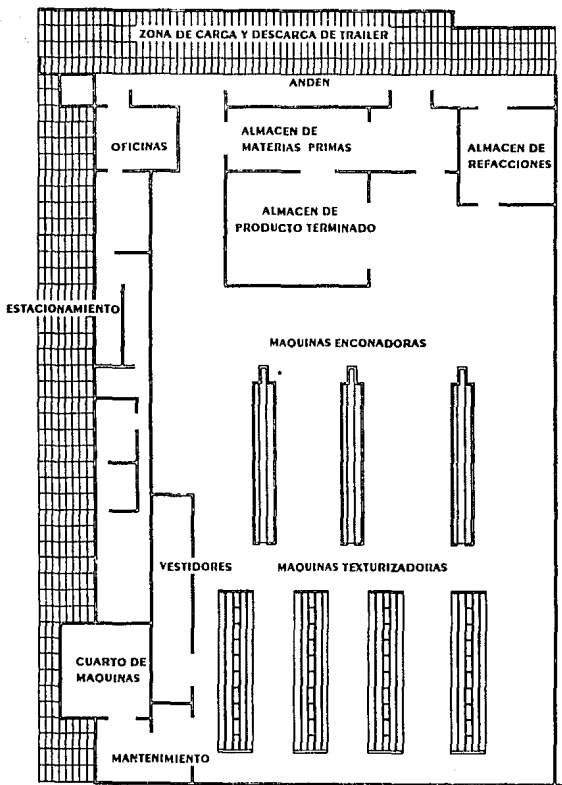 ZONA DE CARGA Y DESCARGA DE TRAILER
ANDEN
OFICINAS
ALMACEN DE
MATERIAS PRIMAS
ALMACEN DE
REFACCIONES
ALMACEN DE
PRODUCTO TERMINADO
ESTACIONAMIENTO
MAQUINAS ENCONADORAS
VESTIDORES
MAQUINAS TEXTURIZADORAS
CUARTO DE
MAQUINAS
MANTENIMIENTO